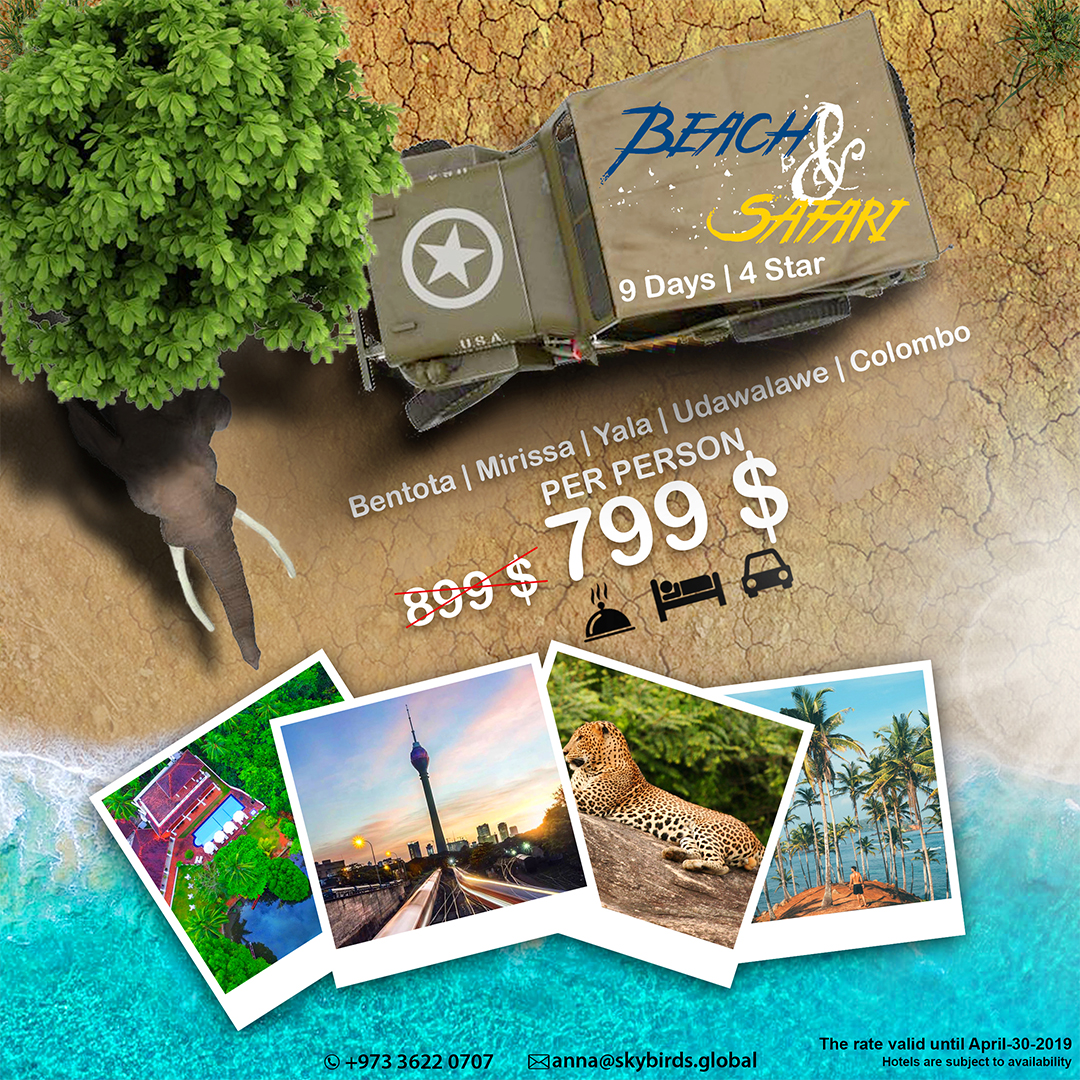 BEACH
&
SAFARI
9 Days | 4 Star
U.S.A
Bentota | Mirissa | Yala | Udawalawe | Colombo
PER PERSON
799 $
899 $
+973 3622 0707
anna@skybirds.global
The rate valid until April-30-2019
Hotels are subject to availability